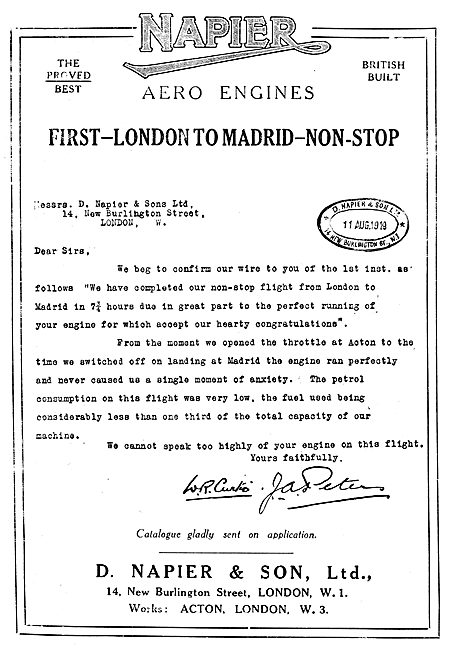 NAPIER
THE
PROVED
BEST
BRITISH
BUILT
AERO ENGINES
FIRST—LONDON TO MADRID—NON-STOP
Messrs. D. Napier & Sons Ltd,
14, New Burlington Street,
LONDON, W.
D. NAPIER & SON LTD.
11 AUG.1919
14 NEW BURLINGTON ST., W.1
Dear Sirs,
We beg to confirm our wire to you of the 1st inst. as
follows "We have completed our non-stop flight from London to
Madrid in 7¾ hours due in great part to the perfect running of
your engine for which accept our hearty congratulations".
From the moment we opened the throttle at Acton to the
time we switched off on landing at Madrid the engine ran perfectly
and never caused us a single moment of anxiety. The petrol
consumption on this flight was very low, the fuel used being
considerably less than one third of the total capacity of our
machine.
We cannot speak too highly of your engine on this flight.
Yours faithfully.
W.R. Curtis. J.A. Peters
Catalogue gladly sent on application.
D. NAPIER & SON, Ltd.,
14, New Burlington Street, LONDON, W. 1.
Works: ACTON, LONDON, W. 3.